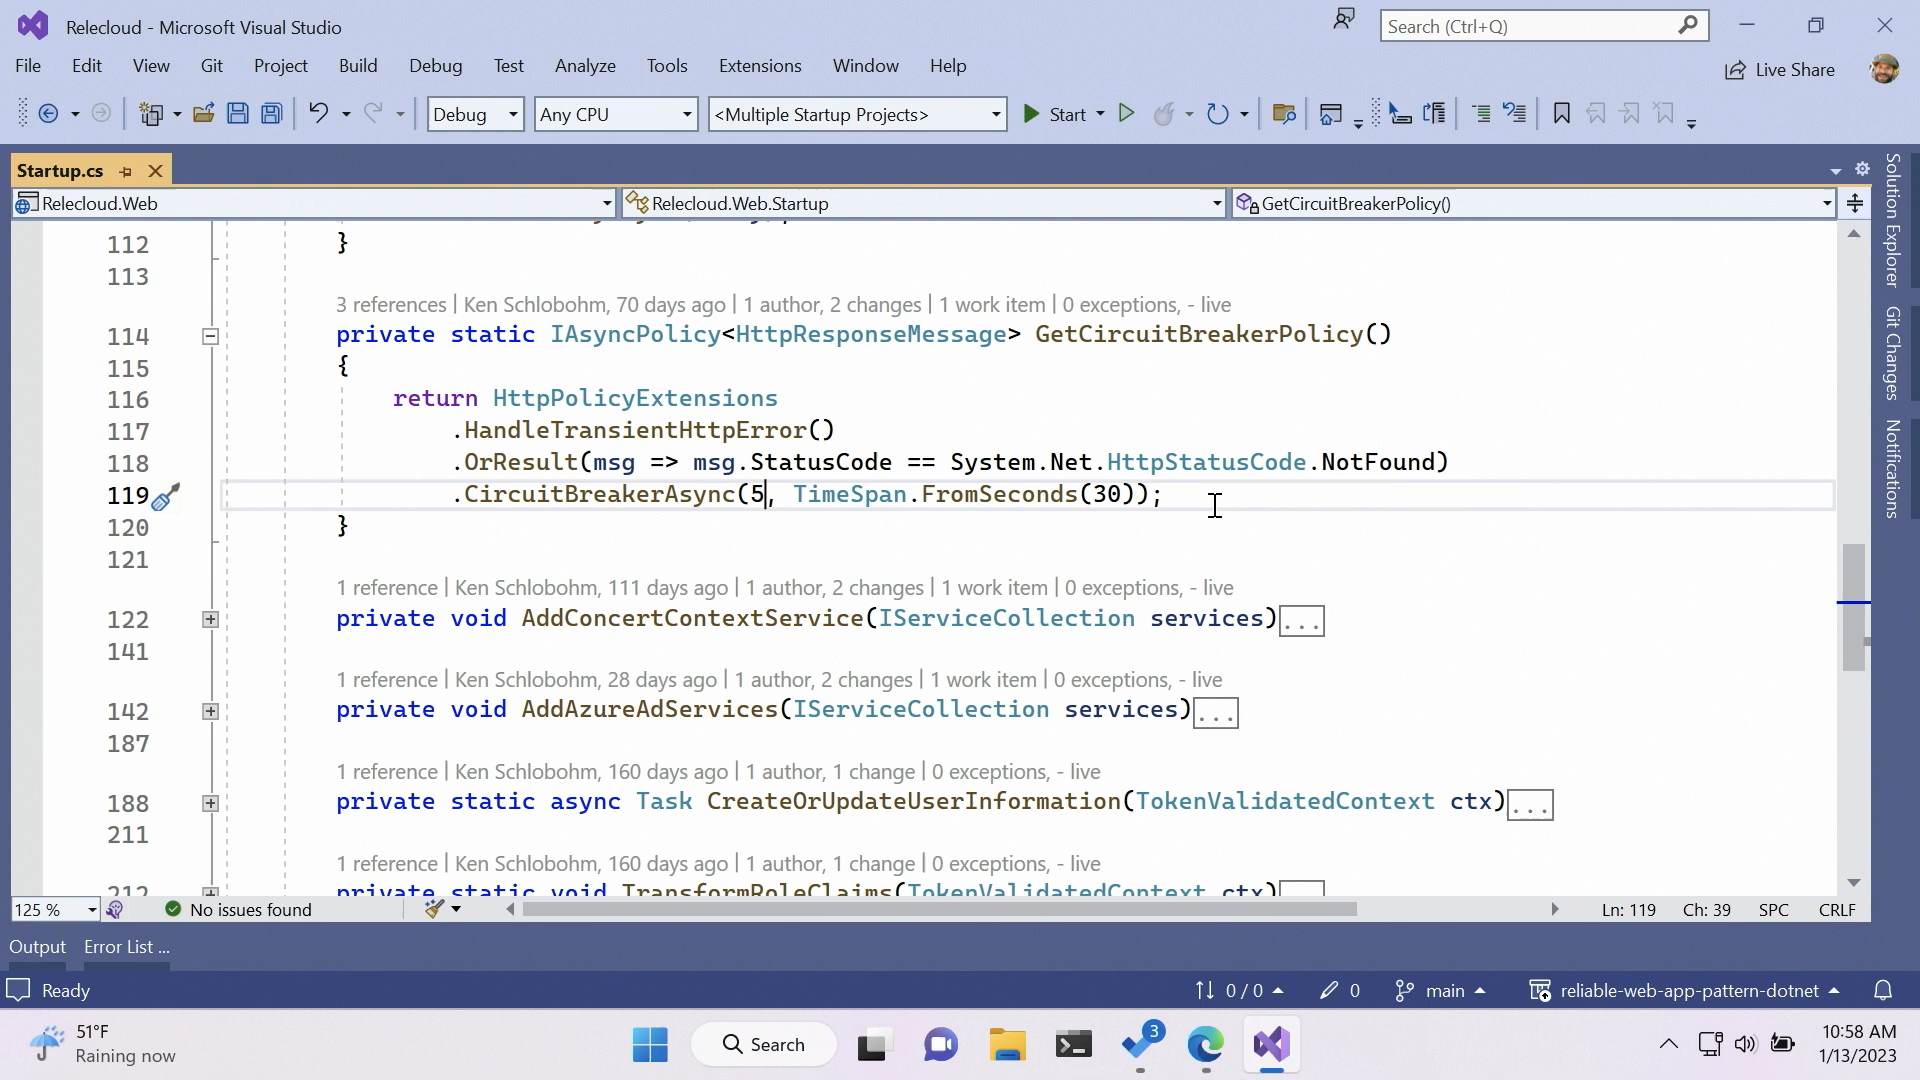 Relecloud - Microsoft Visual Studio
Search (Ctrl+Q)
File Edit View Git Project Build Debug Test Analyze Tools Extensions Window Help
Live Share
Debug Any CPU <Multiple Startup Projects> Start
Startup.cs
Relecloud.Web Relecloud.Web.Startup GetCircuitBreakerPolicy()
Solution Explorer
Git Changes
Notifications
112 }
113
3 references | Ken Schlobohm, 70 days ago | 1 author, 2 changes | 1 work item | 0 exceptions, - live
114 private static IAsyncPolicy<HttpResponseMessage> GetCircuitBreakerPolicy()
115 {
116 return HttpPolicyExtensions
117 .HandleTransientHttpError()
118 .OrResult(msg => msg.StatusCode == System.Net.HttpStatusCode.NotFound)
119 .CircuitBreakerAsync(5, TimeSpan.FromSeconds(30));
120 }
121
1 reference | Ken Schlobohm, 111 days ago | 1 author, 2 changes | 1 work item | 0 exceptions, - live
122 private void AddConcertContextService(IServiceCollection services)...
141
1 reference | Ken Schlobohm, 28 days ago | 1 author, 2 changes | 1 work item | 0 exceptions, - live
142 private void AddAzureAdServices(IServiceCollection services)...
187
1 reference | Ken Schlobohm, 160 days ago | 1 author, 1 change | 0 exceptions, - live
188 private static async Task CreateOrUpdateUserInformation(TokenValidatedContext ctx)...
211
1 reference | Ken Schlobohm, 160 days ago | 1 author, 1 change | 0 exceptions, - live
212 private static void TransformRoleClaims(TokenValidatedContext ctx)
125 % No issues found Ln: 119 Ch: 39 SPC CRLF
Output Error List ...
Ready 0 / 0 0 main reliable-web-app-pattern-dotnet
51°F
Raining now
Search
3
10:58 AM
1/13/2023